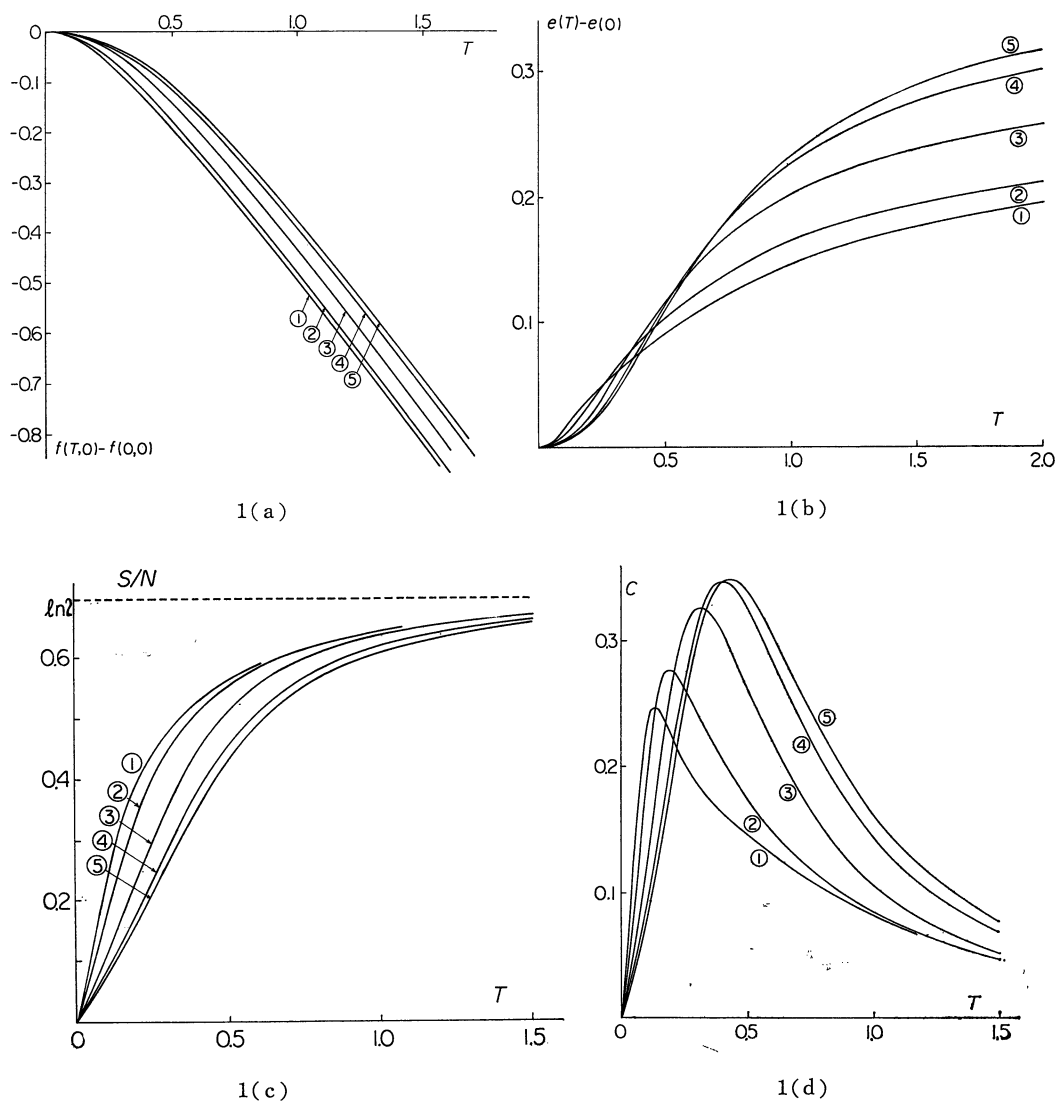 0.5 1.0 1.5
T
0
-0.1
-0.2
-0.3
-0.4
-0.5
-0.6
-0.7
-0.8
① ② ③ ④ ⑤
f(T,0)-f(0,0)
1(a)
e(T)-e(0)
0.3
0.2
0.1
⑤
④
③
②
①
T
0.5 1.0 1.5 2.0
1(b)
S/N
ln2
0.6
0.4
0.2
①
②
③
④
⑤
T
0 0.5 1.0 1.5
1(c)
C
0.3
0.2
0.1
⑤
④
③
②
①
T
0 0.5 1.0 1.5
1(d)